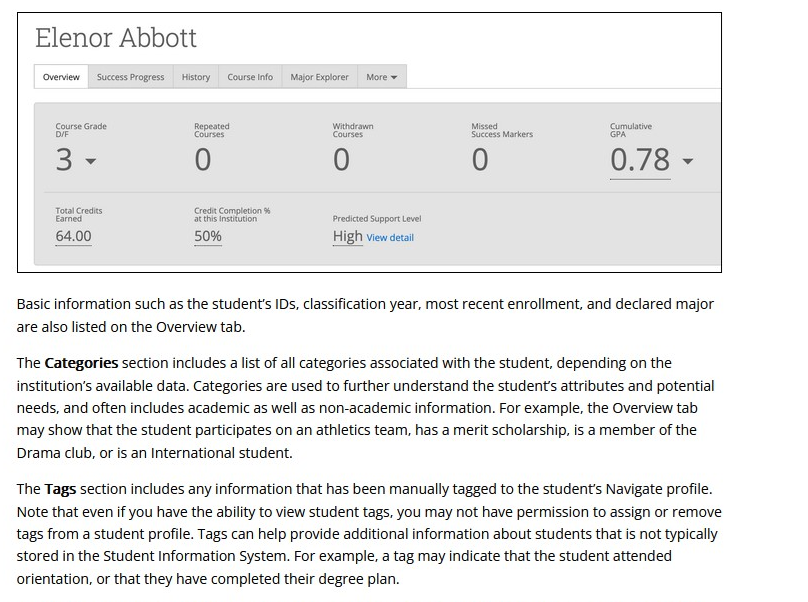 Elenor Abbott
Overview Success Progress History Course Info Major Explorer More
Course Grade Repeated Withdrawn Missed Cumulative
D/F Courses Courses Success Markers GPA
3 0 0 0 0.78
Total Credits Credit Completion %
Earned at this Institution Predicted Support Level
64.00 50% High View detail
Basic information such as the student’s IDs, classification year, most recent enrollment, and declared major
are also listed on the Overview tab.
The Categories section includes a list of all categories associated with the student, depending on the
institution’s available data. Categories are used to further understand the student’s attributes and potential
needs, and often includes academic as well as non-academic information. For example, the Overview tab
may show that the student participates on an athletics team, has a merit scholarship, is a member of the
Drama club, or is an International student.
The Tags section includes any information that has been manually tagged to the student’s Navigate profile.
Note that even if you have the ability to view student tags, you may not have permission to assign or remove
tags from a student profile. Tags can help provide additional information about students that is not typically
stored in the Student Information System. For example, a tag may indicate that the student attended
orientation, or that they have completed their degree plan.